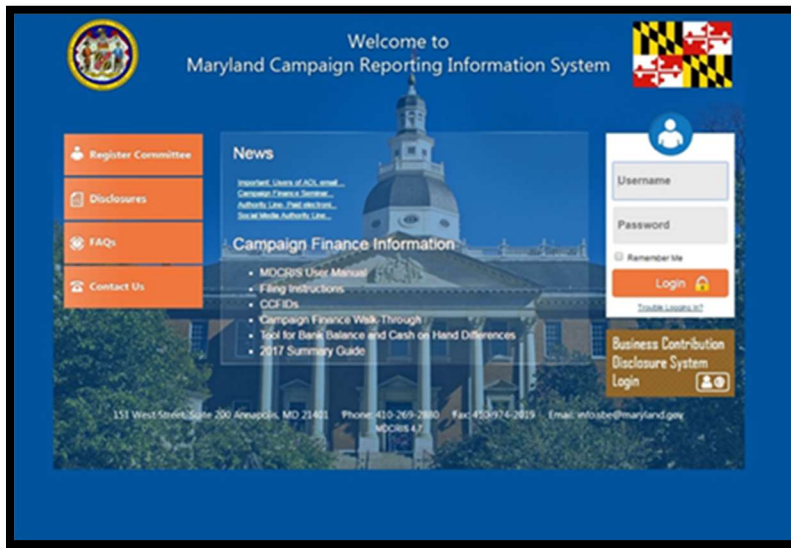 Welcome to
Maryland Campaign Reporting Information System
Register Committee
Disclosures
FAQs
Contact Us
News
Important: Users of AOL email ...
Campaign Finance Seminar...
Authority Line- Paid electroni...
Social Media Authority Line...
Campaign Finance Information
MDCRIS User Manual
Filing Instructions
CCFIDs
Campaign Finance Walk-Through
Tool for Bank Balance and Cash on Hand Differences
2017 Summary Guide
Username
Password
Remember Me
Login
Trouble Logging In?
Business Contribution
Disclosure System
Login
151 West Street, Suite 200 Annapolis, MD 21401 Phone: 410-269-2880 Fax: 410-974-2019 Email: info.sbe@maryland.gov
MDCRIS 4.7